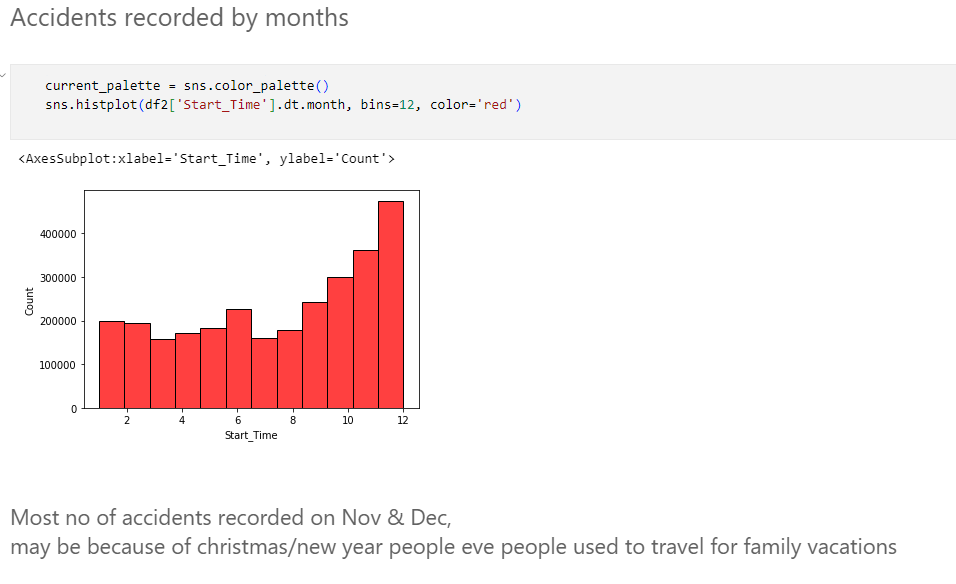 Accidents recorded by months
current_palette = sns.color_palette()
sns.histplot(df2['Start_Time'].dt.month, bins=12, color='red')
<AxesSubplot:xlabel='Start_Time', ylabel='Count'>
400000
300000
200000
100000
0
Count
2 4 6 8 10 12
Start_Time
Most no of accidents recorded on Nov & Dec,
may be because of christmas/new year people eve people used to travel for family vacations